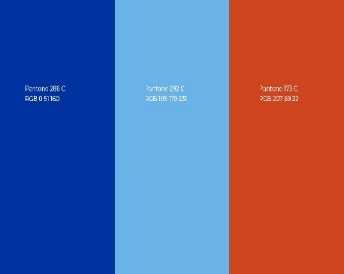 Pantone 286 C
RGB 0 51 160
Pantone 292 C
RGB 105 179 231
Pantone 173 C
RGB 207 69 32